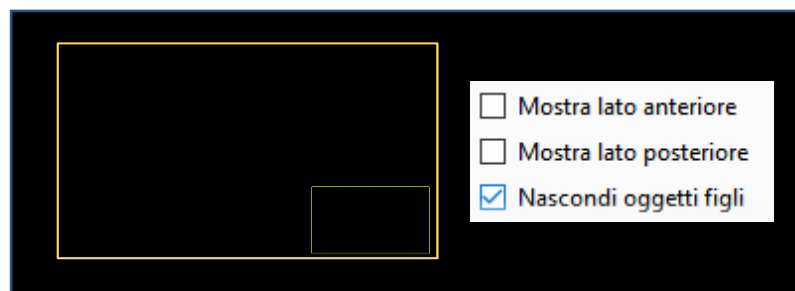 Mostra lato anteriore
Mostra lato posteriore
Nascondi oggetti figli